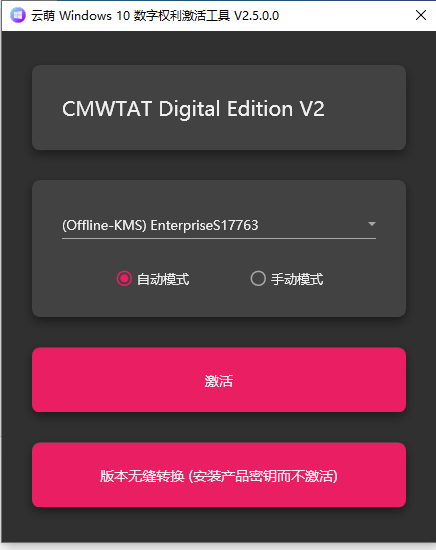 云萌 Windows 10 数字权利激活工具 V2.5.0.0
CMWTAT Digital Edition V2
(Offline-KMS) EnterpriseS17763
自动模式 手动模式
激活
版本无缝转换 (安装产品密钥而不激活)